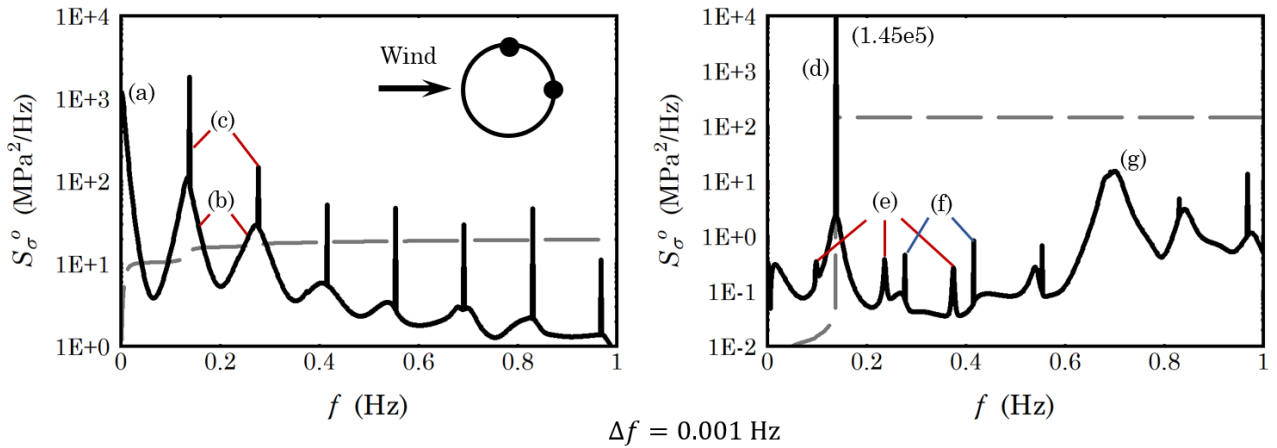 1E+4
1E+3
1E+2
1E+1
1E+0
S_σ^o (MPa²/Hz)
(a)
(b)
(c)
Wind
0 0.2 0.4 0.6 0.8 1
f (Hz)
1E+4
1E+3
1E+2
1E+1
1E+0
1E-1
1E-2
S_σ^o (MPa²/Hz)
(1.45e5)
(d)
(e)
(f)
(g)
0 0.2 0.4 0.6 0.8 1
f (Hz)
Δf = 0.001 Hz